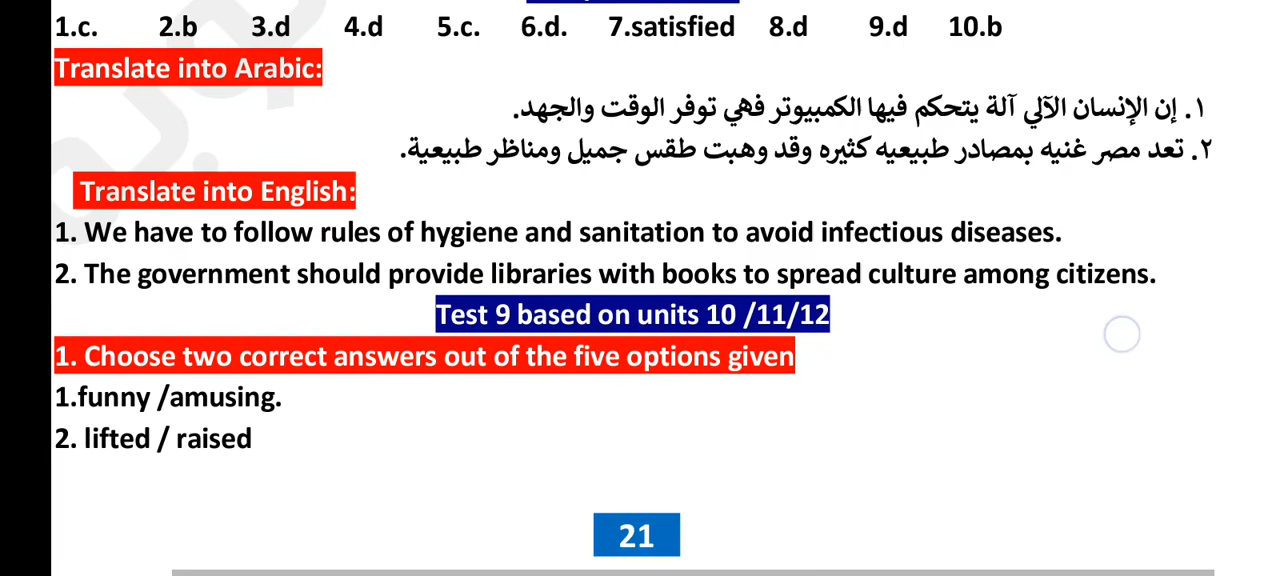 1.c. 2.b 3.d 4.d 5.c. 6.d. 7.satisfied 8.d 9.d 10.b
Translate into Arabic:
١. إن الإنسان الآلي آلة يتحكم فيها الكمبيوتر فهي توفر الوقت والجهد.
٢. تعد مصر غنيه بمصادر طبيعيه كثيره وقد وهبت طقس جميل ومناظر طبيعية.
Translate into English:
1. We have to follow rules of hygiene and sanitation to avoid infectious diseases.
2. The government should provide libraries with books to spread culture among citizens.
Test 9 based on units 10 /11/12
1. Choose two correct answers out of the five options given
1.funny /amusing.
2. lifted / raised
21